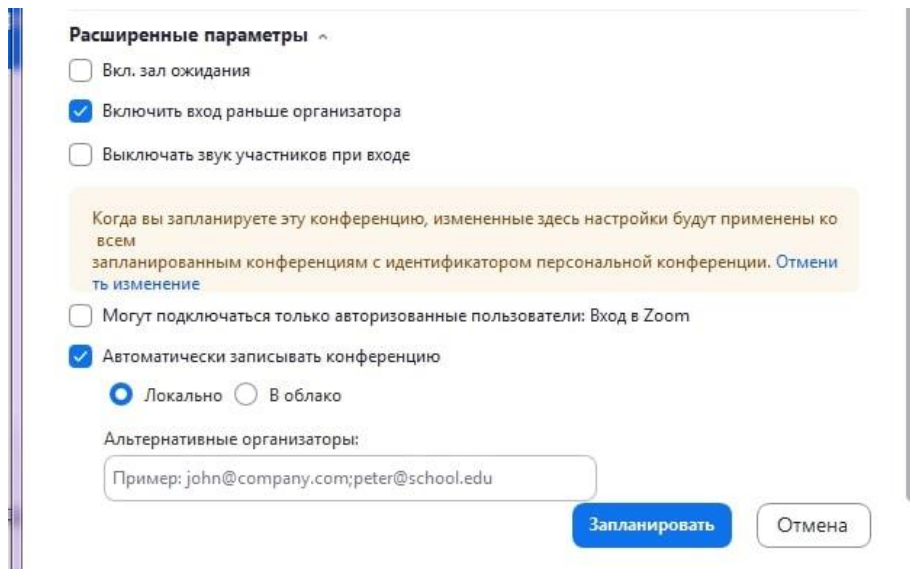 Расширенные параметры
Вкл. зал ожидания
Включить вход раньше организатора
Выключать звук участников при входе
Когда вы запланируете эту конференцию, измененные здесь настройки будут применены ко
всем
запланированным конференциям с идентификатором персональной конференции. Отмени
ть изменение
Могут подключаться только авторизованные пользователи: Вход в Zoom
Автоматически записывать конференцию
Локально В облако
Альтернативные организаторы:
Пример: john@company.com;peter@school.edu
Запланировать Отмена